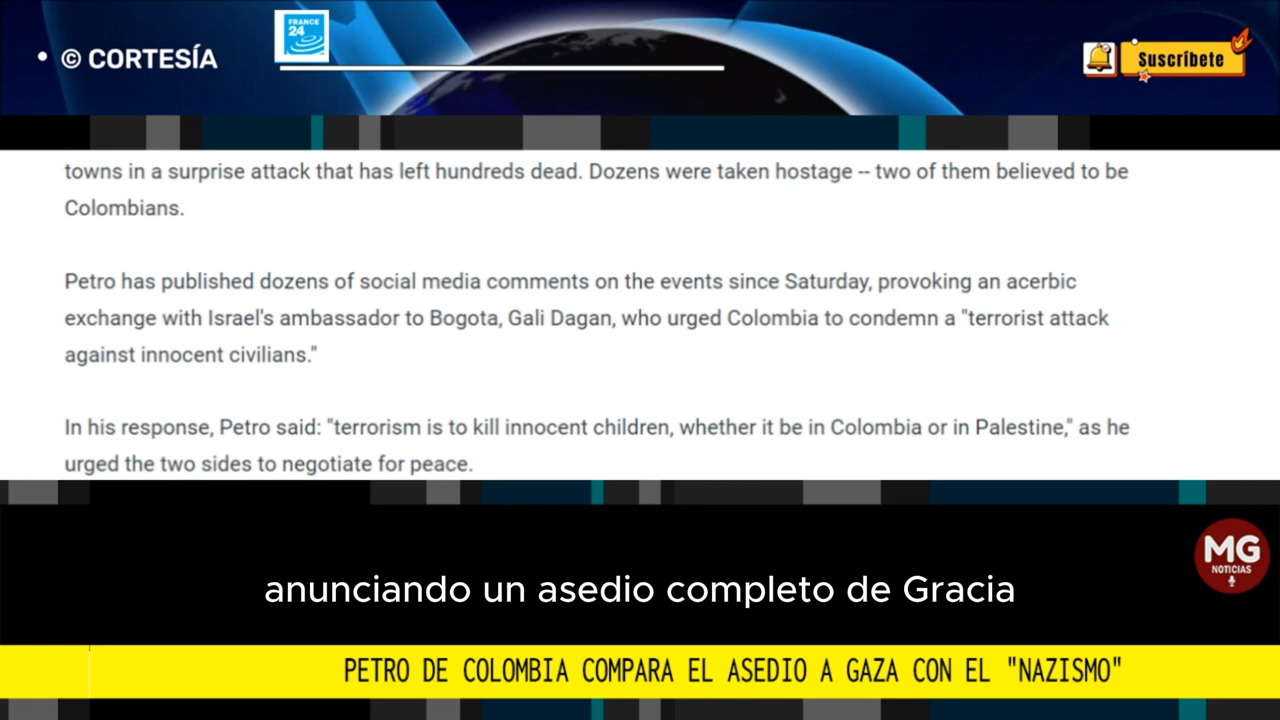 • © CORTESÍA
FRANCE
24
Suscríbete
towns in a surprise attack that has left hundreds dead. Dozens were taken hostage -- two of them believed to be
Colombians.
Petro has published dozens of social media comments on the events since Saturday, provoking an acerbic
exchange with Israel's ambassador to Bogota, Gali Dagan, who urged Colombia to condemn a "terrorist attack
against innocent civilians."
In his response, Petro said: "terrorism is to kill innocent children, whether it be in Colombia or in Palestine," as he
urged the two sides to negotiate for peace.
MG
NOTICIAS
anunciando un asedio completo de Gracia
PETRO DE COLOMBIA COMPARA EL ASEDIO A GAZA CON EL "NAZISMO"